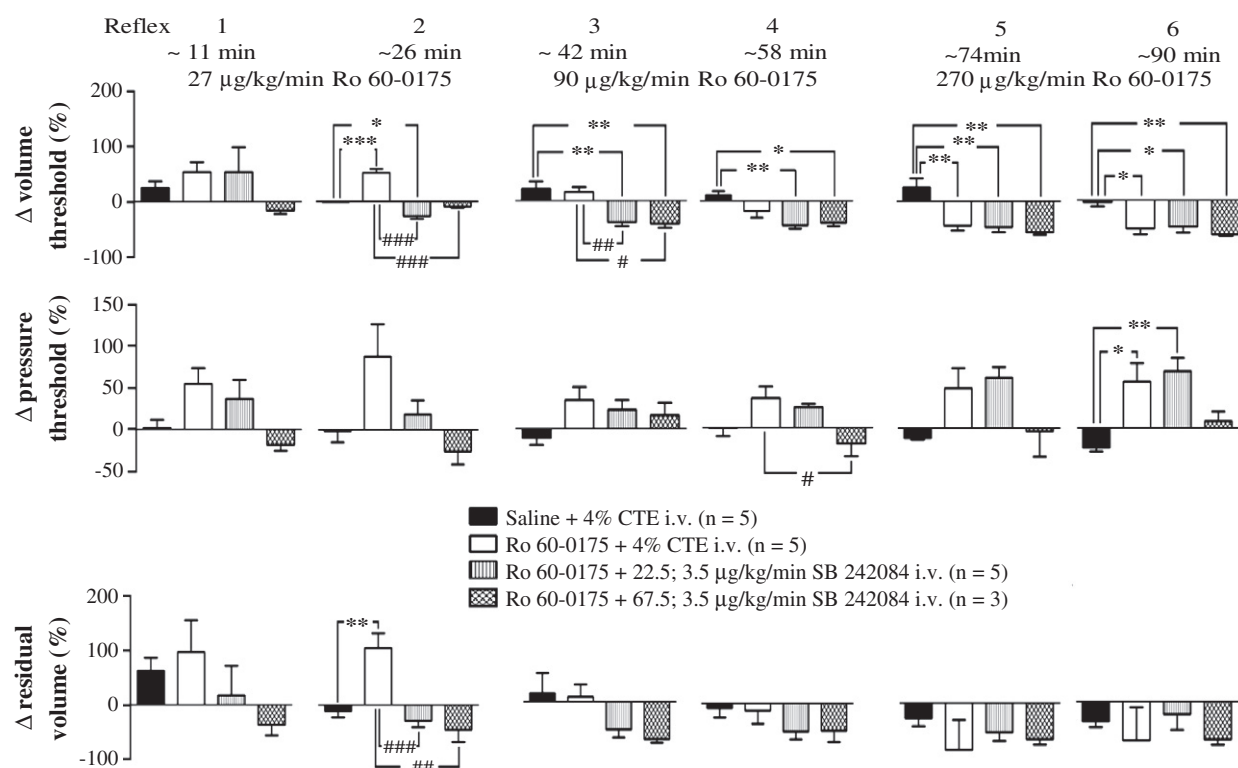 Reflex 1 2 3 4 5 6
~ 11 min ~26 min ~ 42 min ~58 min ~74min ~90 min
27 µg/kg/min Ro 60-0175 90 µg/kg/min Ro 60-0175 270 µg/kg/min Ro 60-0175
Δ volume
threshold (%)
200
100
0
-100
* *** ### ###
** ** ## #
* **
** ** **
** * *
Δ pressure
threshold (%)
150
100
50
0
-50
#
** *
Saline + 4% CTE i.v. (n = 5)
Ro 60-0175 + 4% CTE i.v. (n = 5)
Ro 60-0175 + 22.5; 3.5 µg/kg/min SB 242084 i.v. (n = 5)
Ro 60-0175 + 67.5; 3.5 µg/kg/min SB 242084 i.v. (n = 3)
Δ residual
volume (%)
200
100
0
-100
**
###
##